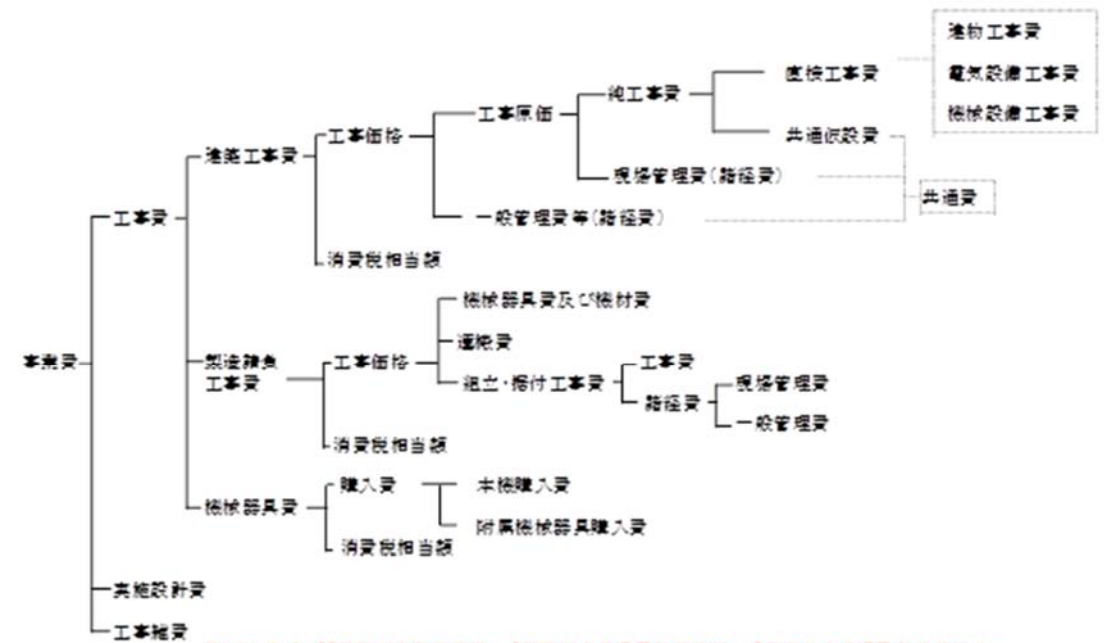 建物工事費
電気設備工事費
機械設備工事費
直接工事費
純工事費
共通仮設費
工事原価
現場管理費(諸経費)
共通費
工事価格
一般管理費等(諸経費)
建築工事費
消費税相当額
工事費
機械器具費及び機材費
運搬費
工事価格
組立・据付工事費
工事費
諸経費
現場管理費
一般管理費
製造請負
工事費
消費税相当額
事業費
購入費
本機購入費
機械器具費
附属機械器具購入費
消費税相当額
実施設計費
工事雑費